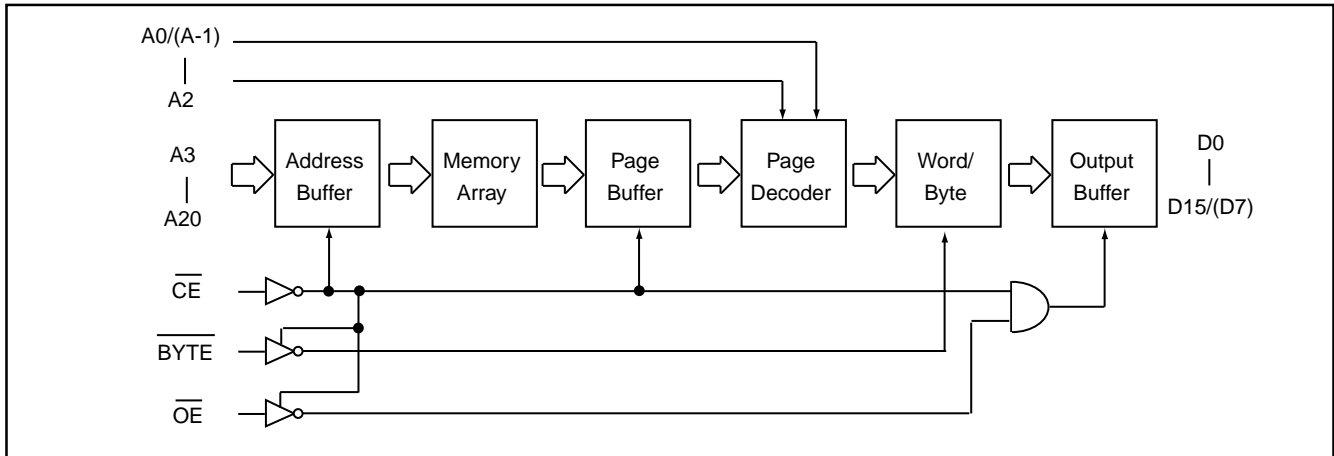 A0/(A-1)
A2
A3
A20
Address
Buffer
Memory
Array
Page
Buffer
Page
Decoder
Word/
Byte
Output
Buffer
D0
D15/(D7)
CE
BYTE
OE